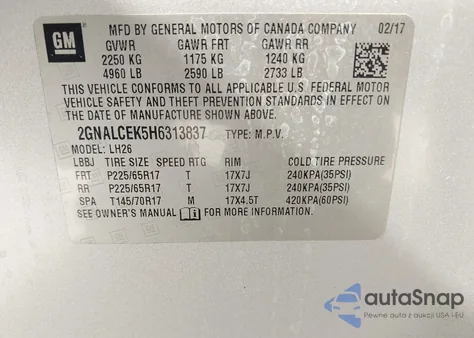 GM
MFD BY GENERAL MOTORS OF CANADA COMPANY 02/17
GVWR GAWR FRT GAWR RR
2250 KG 1175 KG 1240 KG
4960 LB 2590 LB 2733 LB
THIS VEHICLE CONFORMS TO ALL APPLICABLE U.S. FEDERAL MOTOR
VEHICLE SAFETY AND THEFT PREVENTION STANDARDS IN EFFECT ON
THE DATE OF MANUFACTURE SHOWN ABOVE.
2GNALCEK5H6313837 TYPE: M.P.V.
MODEL: LH26
LBBJ TIRE SIZE SPEED RTG RIM COLD TIRE PRESSURE
FRT P225/65R17 T 17X7J 240KPA(35PSI)
RR P225/65R17 T 17X7J 240KPA(35PSI)
SPA T145/70R17 M 17X4.5T 420KPA(60PSI)
SEE OWNER'S MANUAL FOR MORE INFORMATION
autoSnap
Pewne auta z aukcji USA i EU